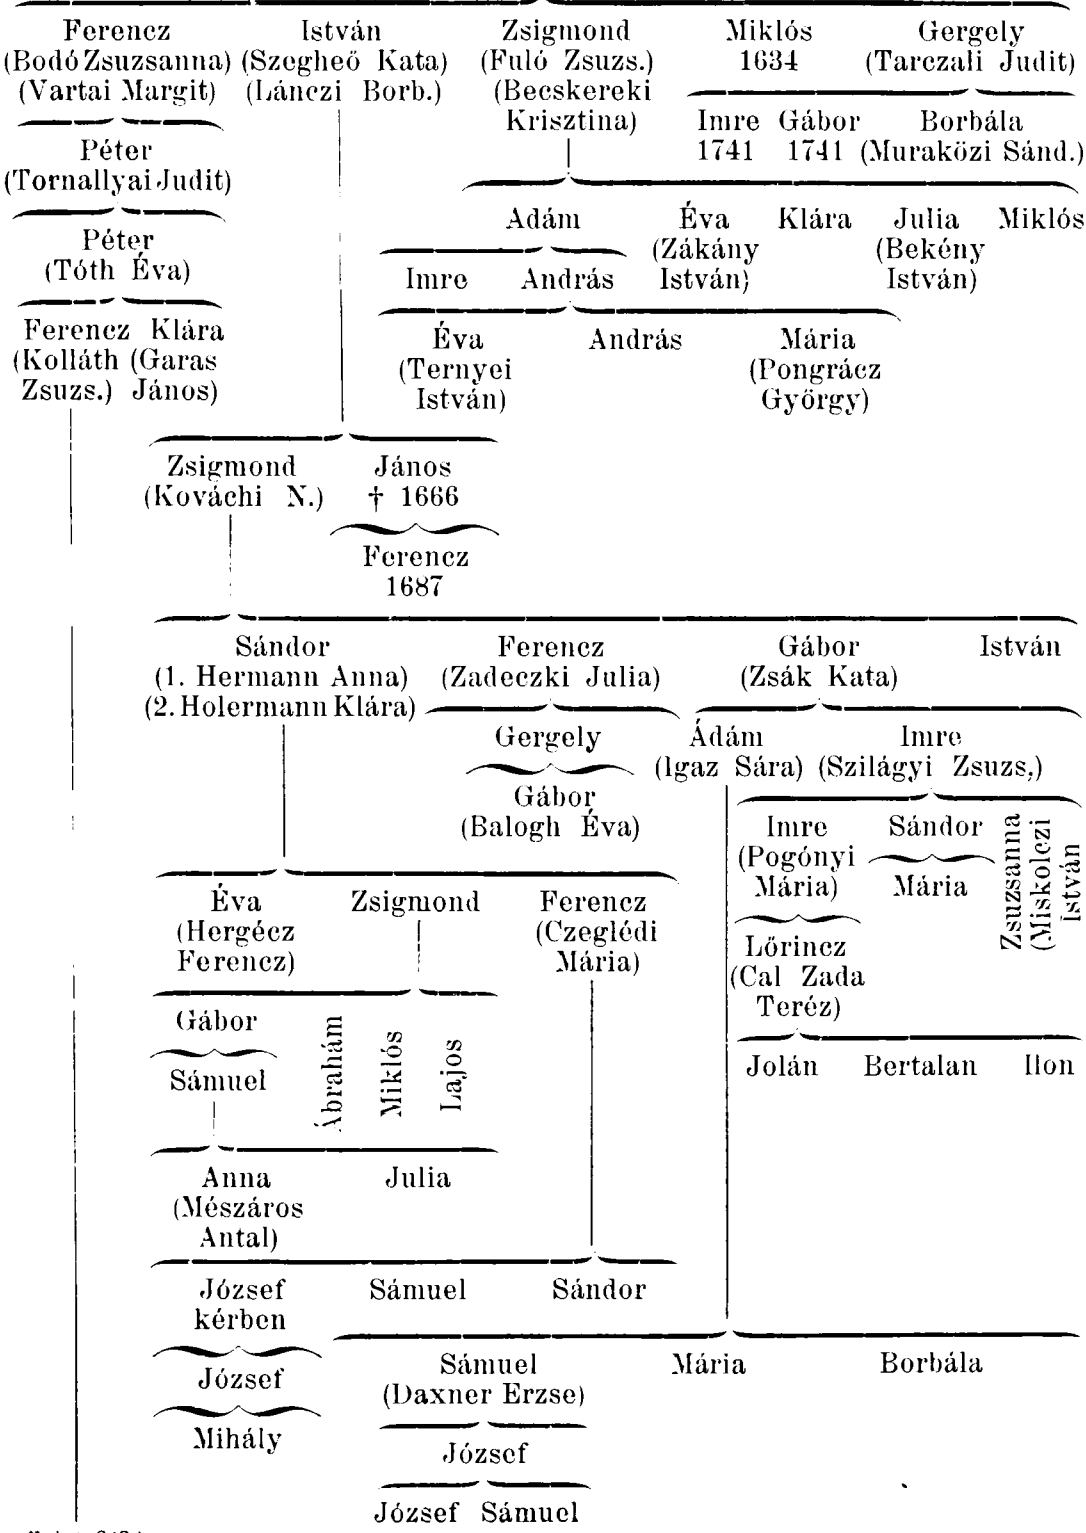 Ferencz István Zsigmond Miklós Gergely
(Bodó Zsuzsanna) (Szegheő Kata) (Fuló Zsuzs.) 1634 (Tarczali Judit)
(Vartai Margit) (Lánczi Borb.) (Becskereki
Krisztina) Imre Gábor Borbála
1741 1741 (Muraközi Sánd.)
Péter
(Tornallyai Judit)
Adám Éva Klára Julia Miklós
(Zákány (Bekény
István) István)
Péter
(Tóth Éva)
Imre András
Ferencz Klára
(Kolláth (Garas
Zsuzs.) János)
Éva András Mária
(Ternyei (Pongrácz
István) György)
Zsigmond János
(Kováchi N.) † 1666
Ferencz
1687
Sándor Ferencz Gábor István
(1. Hermann Anna) (Zadeczki Julia) (Zsák Kata)
(2. Holermann Klára)
Gergely Ádám Imre
(Igaz Sára) (Szilágyi Zsuzs.)
Gábor
(Balogh Éva)
Imre Sándor
(Pogónyi
Mária) Mária
Zsuzsanna
(Miskolczi
István
Éva Zsigmond Ferencz
(Hergécz (Czeglédi
Ferencz) Mária)
Lőrincz
(Cal Zada
Teréz)
Gábor
Sámuel
Ábrahám
Miklós
Lajos
Jolán Bertalan Ilon
Anna Julia
(Mészáros
Antal)
József Sámuel Sándor
kérben
József
Mihály
Sámuel Mária Borbála
(Daxner Erzse)
József
József Sámuel